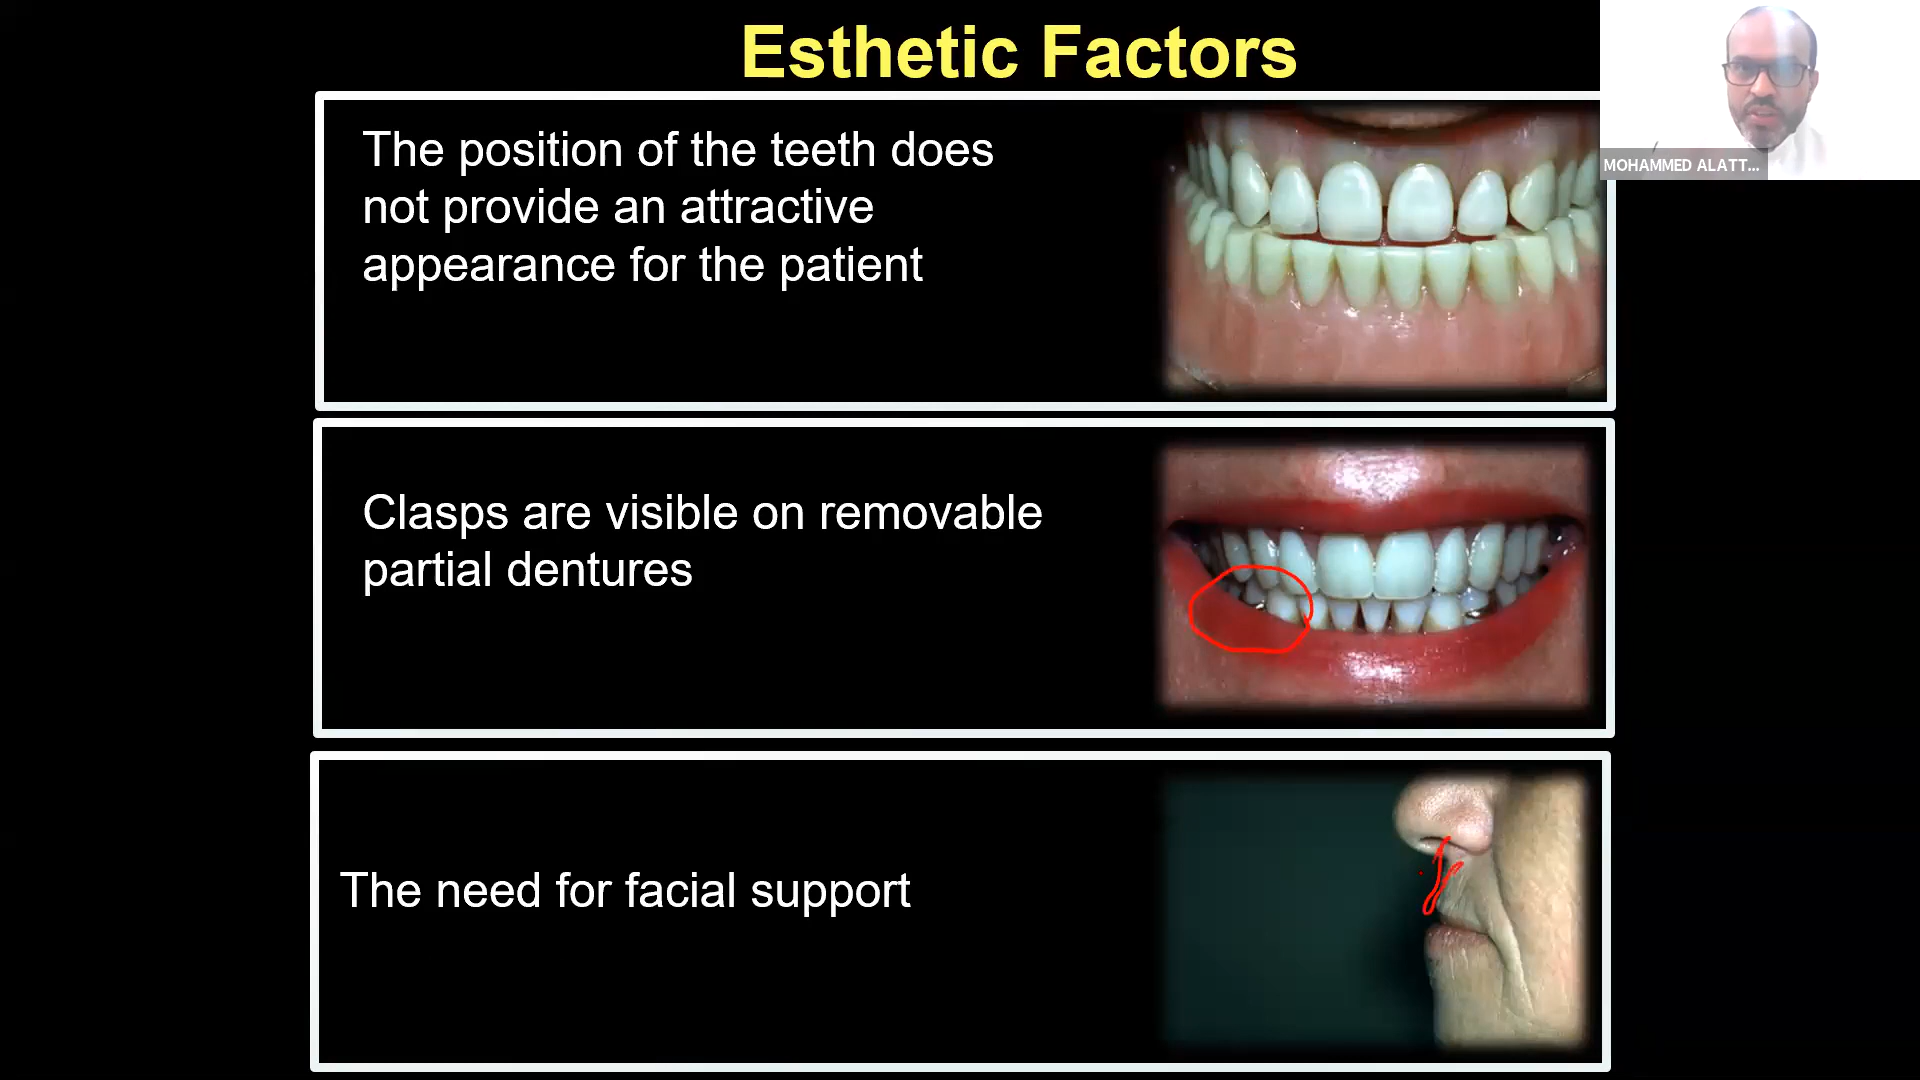 Esthetic Factors
MOHAMMED ALATT...
The position of the teeth does
not provide an attractive
appearance for the patient
Clasps are visible on removable
partial dentures
The need for facial support